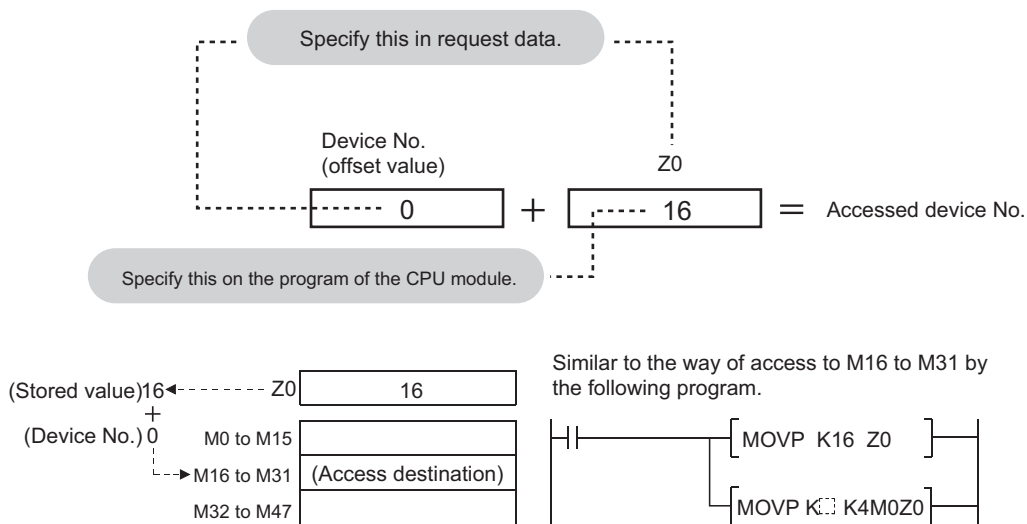 Specify this in request data.
Device No.
(offset value)
Z0
0 + 16 = Accessed device No.
Specify this on the program of the CPU module.
(Stored value)16
Z0
16
+
(Device No.) 0
M0 to M15
M16 to M31
(Access destination)
M32 to M47
Similar to the way of access to M16 to M31 by
the following program.
MOVP K16 Z0
MOVP K K4M0Z0